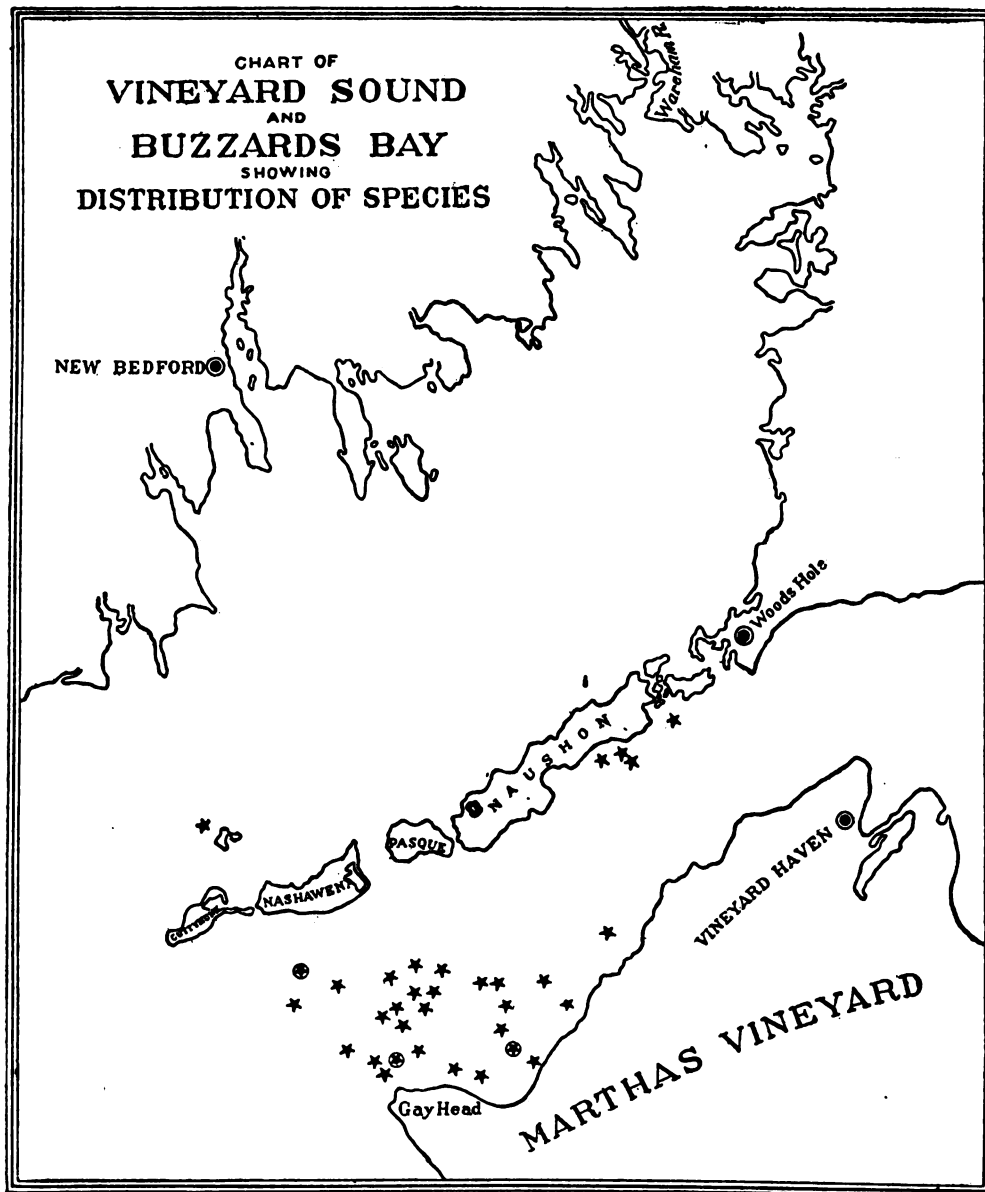 CHART OF
VINEYARD SOUND
AND
BUZZARDS BAY
SHOWING
DISTRIBUTION OF SPECIES
Wareham R.
NEW BEDFORD
Woods Hole
NAUSHON
PASQUE
NASHAWENA
VINEYARD HAVEN
MARTHAS VINEYARD
Gay Head